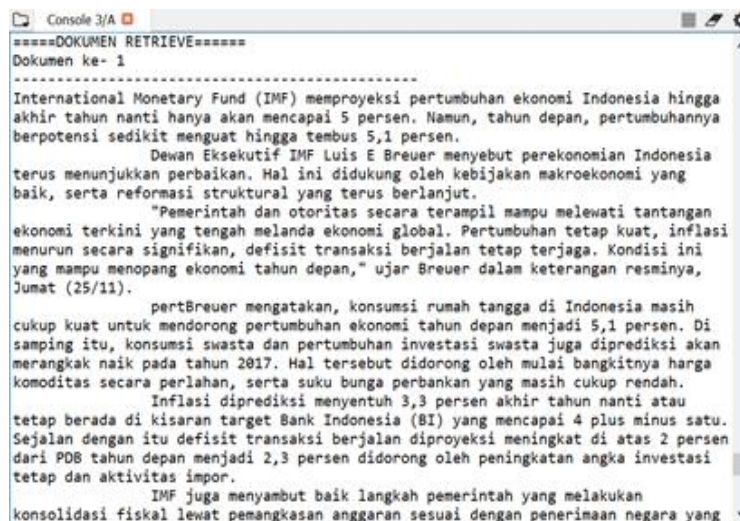 Console 3/A
=====DOKUMEN RETRIEVE======
Dokumen ke- 1
------------------------------------------------
International Monetary Fund (IMF) memproyeksi pertumbuhan ekonomi Indonesia hingga
akhir tahun nanti hanya akan mencapai 5 persen. Namun, tahun depan, pertumbuhannya
berpotensi sedikit menguat hingga tembus 5,1 persen.
Dewan Eksekutif IMF Luis E Breuer menyebut perekonomian Indonesia
terus menunjukkan perbaikan. Hal ini didukung oleh kebijakan makroekonomi yang
baik, serta reformasi struktural yang terus berlanjut.
"Pemerintah dan otoritas secara terampil mampu melewati tantangan
ekonomi terkini yang tengah melanda ekonomi global. Pertumbuhan tetap kuat, inflasi
menurun secara signifikan, defisit transaksi berjalan tetap terjaga. Kondisi ini
yang mampu menopang ekonomi tahun depan," ujar Breuer dalam keterangan resminya,
Jumat (25/11).
pertBreuer mengatakan, konsumsi rumah tangga di Indonesia masih
cukup kuat untuk mendorong pertumbuhan ekonomi tahun depan menjadi 5,1 persen. Di
samping itu, konsumsi swasta dan pertumbuhan investasi swasta juga diprediksi akan
merangkak naik pada tahun 2017. Hal tersebut didorong oleh mulai bangkitnya harga
komoditas secara perlahan, serta suku bunga perbankan yang masih cukup rendah.
Inflasi diprediksi menyentuh 3,3 persen akhir tahun nanti atau
tetap berada di kisaran target Bank Indonesia (BI) yang mencapai 4 plus minus satu.
Sejalan dengan itu defisit transaksi berjalan diproyeksi meningkat di atas 2 persen
dari PDB tahun depan menjadi 2,3 persen didorong oleh peningkatan angka investasi
tetap dan aktivitas impor.
IMF juga menyambut baik langkah pemerintah yang melakukan
konsolidasi fiskal lewat pemangkasan anggaran sesuai dengan penerimaan negara yang